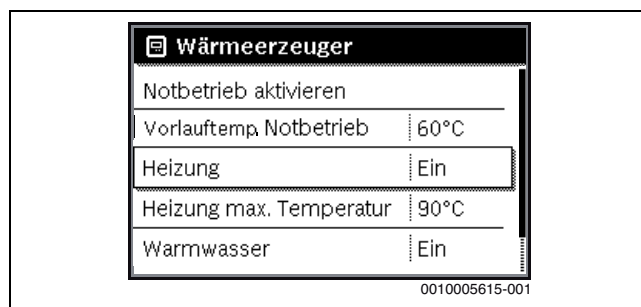 Wärmeerzeuger
Notbetrieb aktivieren
Vorlauftemp. Notbetrieb 60°C
Heizung Ein
Heizung max. Temperatur 90°C
Warmwasser Ein
0010005615-001